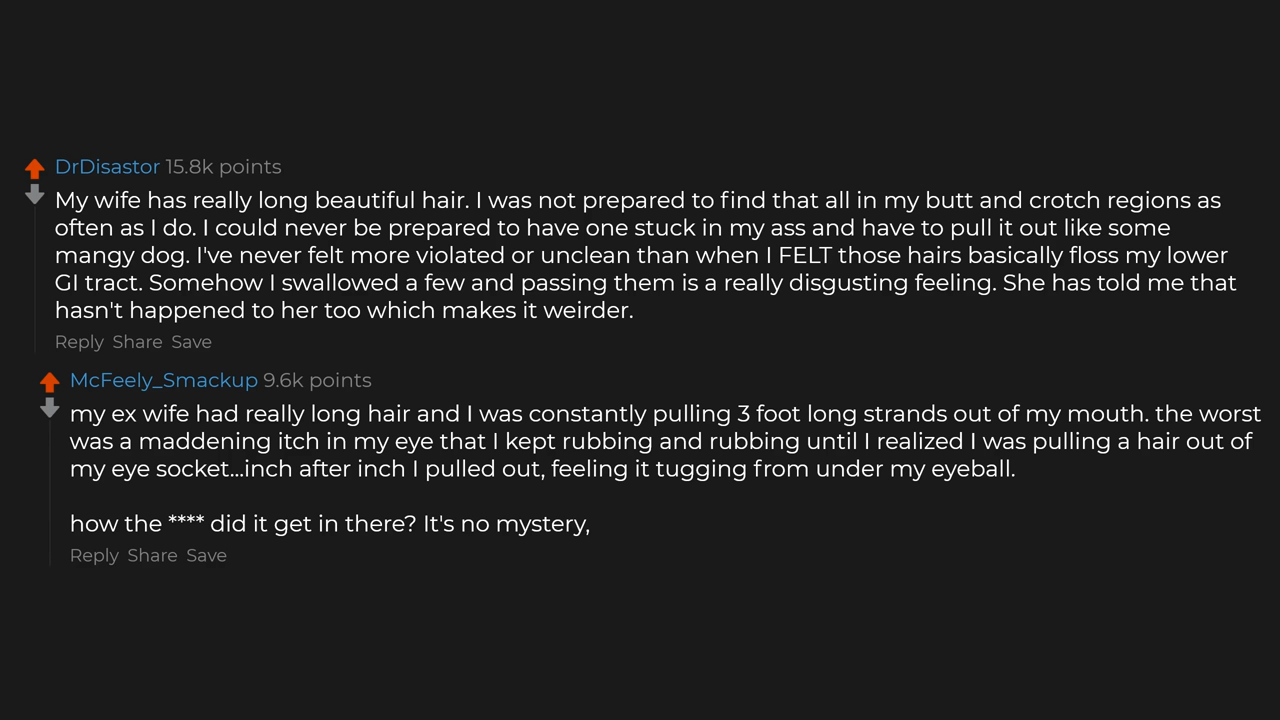 DrDisastor 15.8k points
My wife has really long beautiful hair. I was not prepared to find that all in my butt and crotch regions as
often as I do. I could never be prepared to have one stuck in my ass and have to pull it out like some
mangy dog. I've never felt more violated or unclean than when I FELT those hairs basically floss my lower
GI tract. Somehow I swallowed a few and passing them is a really disgusting feeling. She has told me that
hasn't happened to her too which makes it weirder.
Reply Share Save
McFeely_Smackup 9.6k points
my ex wife had really long hair and I was constantly pulling 3 foot long strands out of my mouth. the worst
was a maddening itch in my eye that I kept rubbing and rubbing until I realized I was pulling a hair out of
my eye socket...inch after inch I pulled out, feeling it tugging from under my eyeball.
how the **** did it get in there? It's no mystery,
Reply Share Save